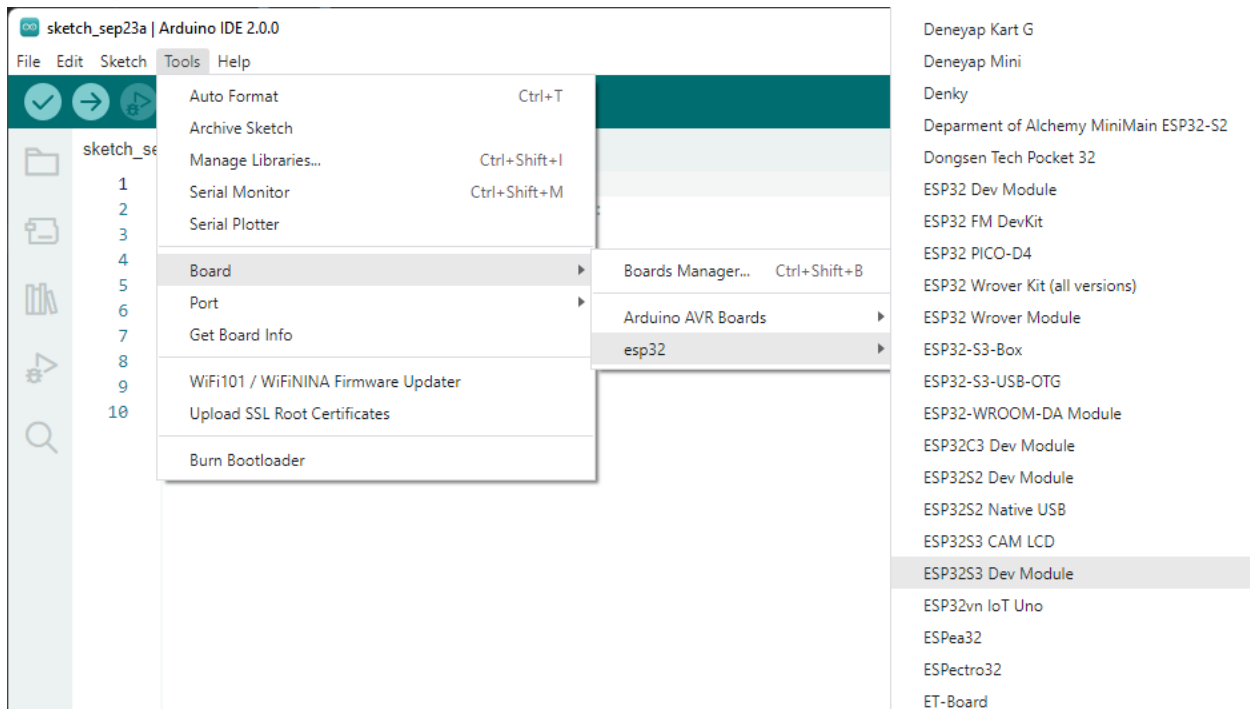 sketch_sep23a | Arduino IDE 2.0.0
File Edit Sketch Tools Help
Auto Format Ctrl+T
Archive Sketch
Manage Libraries... Ctrl+Shift+I
Serial Monitor Ctrl+Shift+M
Serial Plotter
Board
Port
Get Board Info
WiFi101 / WiFiNINA Firmware Updater
Upload SSL Root Certificates
Burn Bootloader
sketch_se
1
2
3
4
5
6
7
8
9
10
Boards Manager... Ctrl+Shift+B
Arduino AVR Boards
esp32
Deneyap Kart G
Deneyap Mini
Denky
Deparment of Alchemy MiniMain ESP32-S2
Dongsen Tech Pocket 32
ESP32 Dev Module
ESP32 FM DevKit
ESP32 PICO-D4
ESP32 Wrover Kit (all versions)
ESP32 Wrover Module
ESP32-S3-Box
ESP32-S3-USB-OTG
ESP32-WROOM-DA Module
ESP32C3 Dev Module
ESP32S2 Dev Module
ESP32S2 Native USB
ESP32S3 CAM LCD
ESP32S3 Dev Module
ESP32vn IoT Uno
ESPea32
ESPectro32
ET-Board